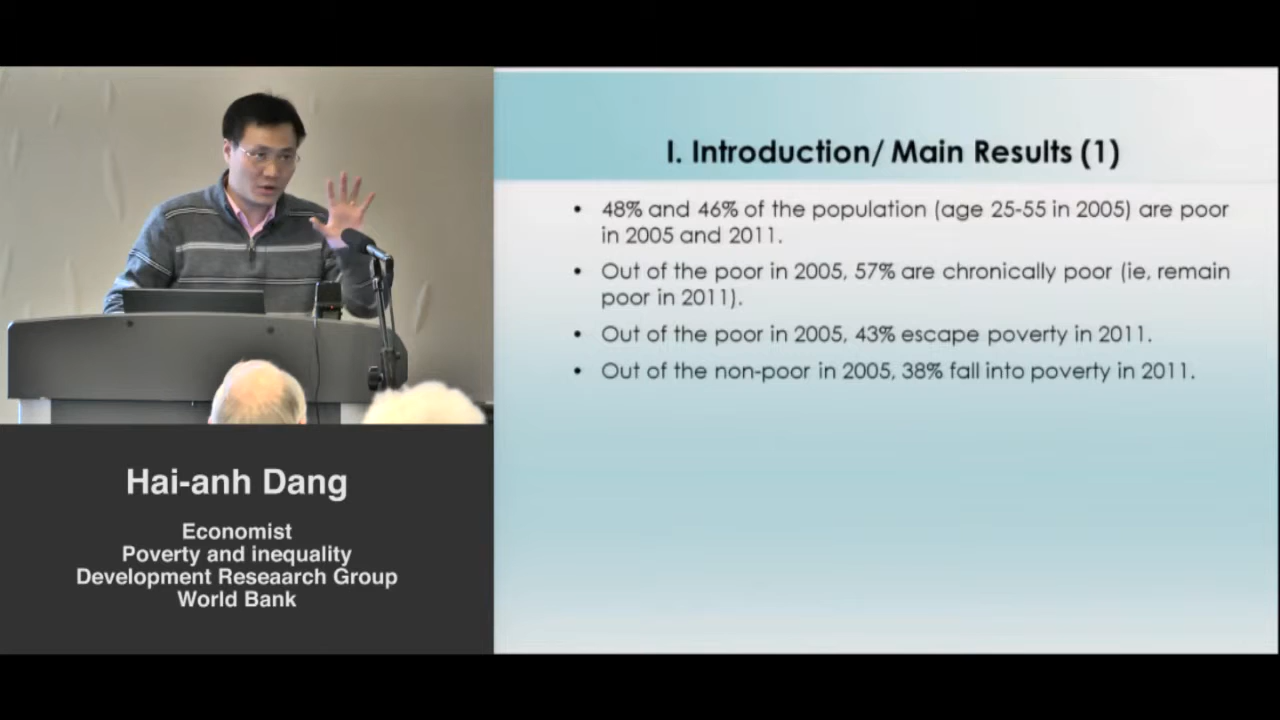 I. Introduction/ Main Results (1)
• 48% and 46% of the population (age 25-55 in 2005) are poor
in 2005 and 2011.
• Out of the poor in 2005, 57% are chronically poor (ie, remain
poor in 2011).
• Out of the poor in 2005, 43% escape poverty in 2011.
• Out of the non-poor in 2005, 38% fall into poverty in 2011.
Hai-anh Dang
Economist
Poverty and inequality
Development Reseaarch Group
World Bank